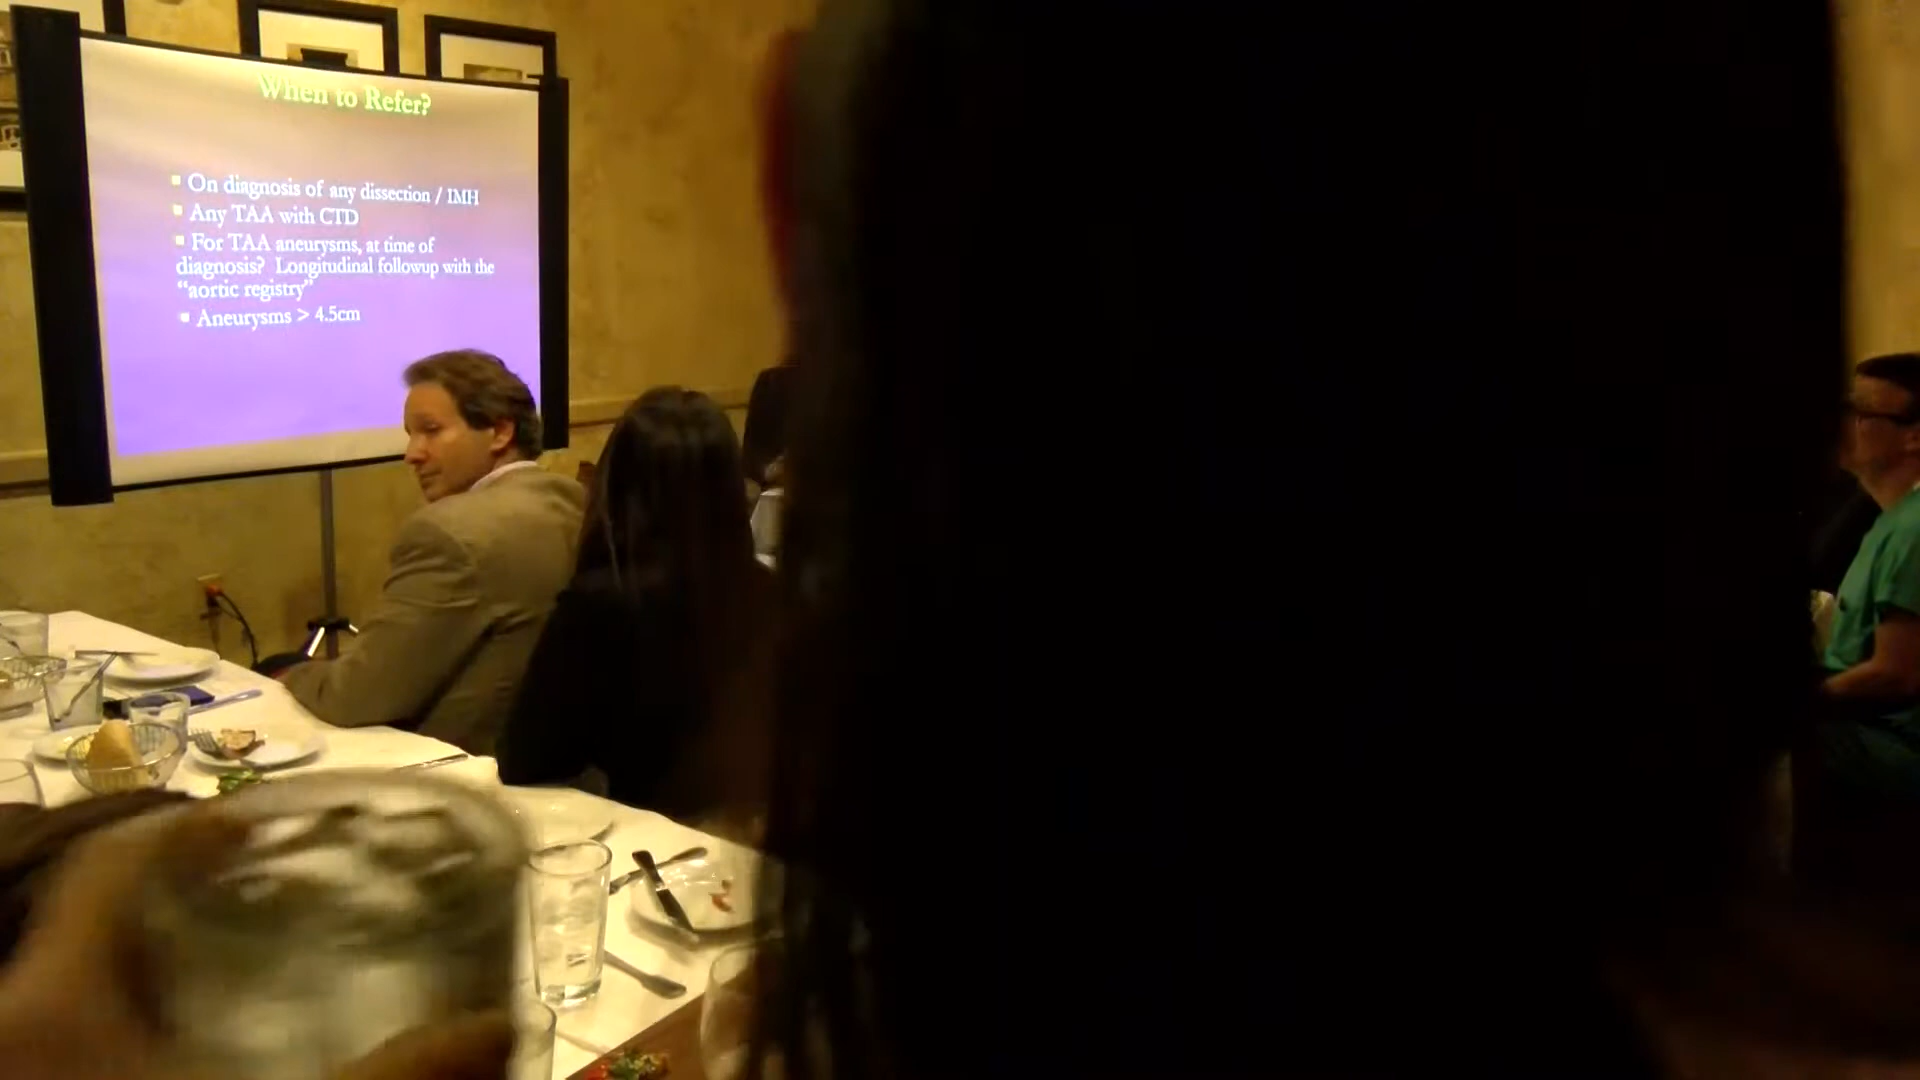 When to Refer?
▪ On diagnosis of any dissection / IMH
▪ Any TAA with CTD
▪ For TAA aneurysms, at time of
diagnosis? Longitudinal followup with the
“aortic registry”
▪ Aneurysms > 4.5cm